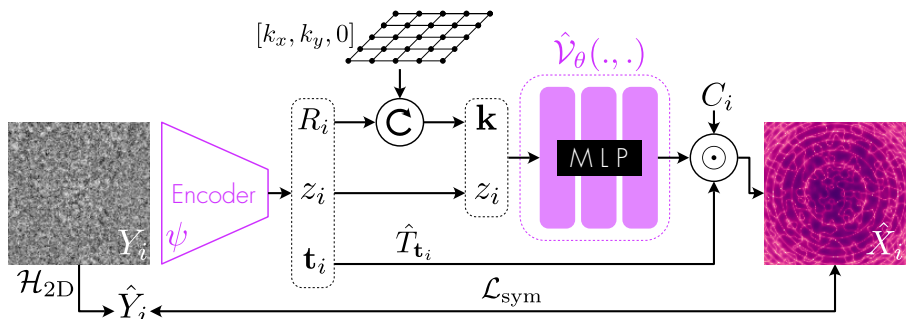 [k_x, k_y, 0]
\hat{\mathcal{V}}_θ(., .)
R_i
𝐤
C_i
Encoder
ψ
z_i
z_i
MLP
Y_i
𝐭_i
\hat{T}_{𝐭_i}
\hat{X}_i
\mathcal{H}_{2D}
\hat{Y}_i
\mathcal{L}_{sym}